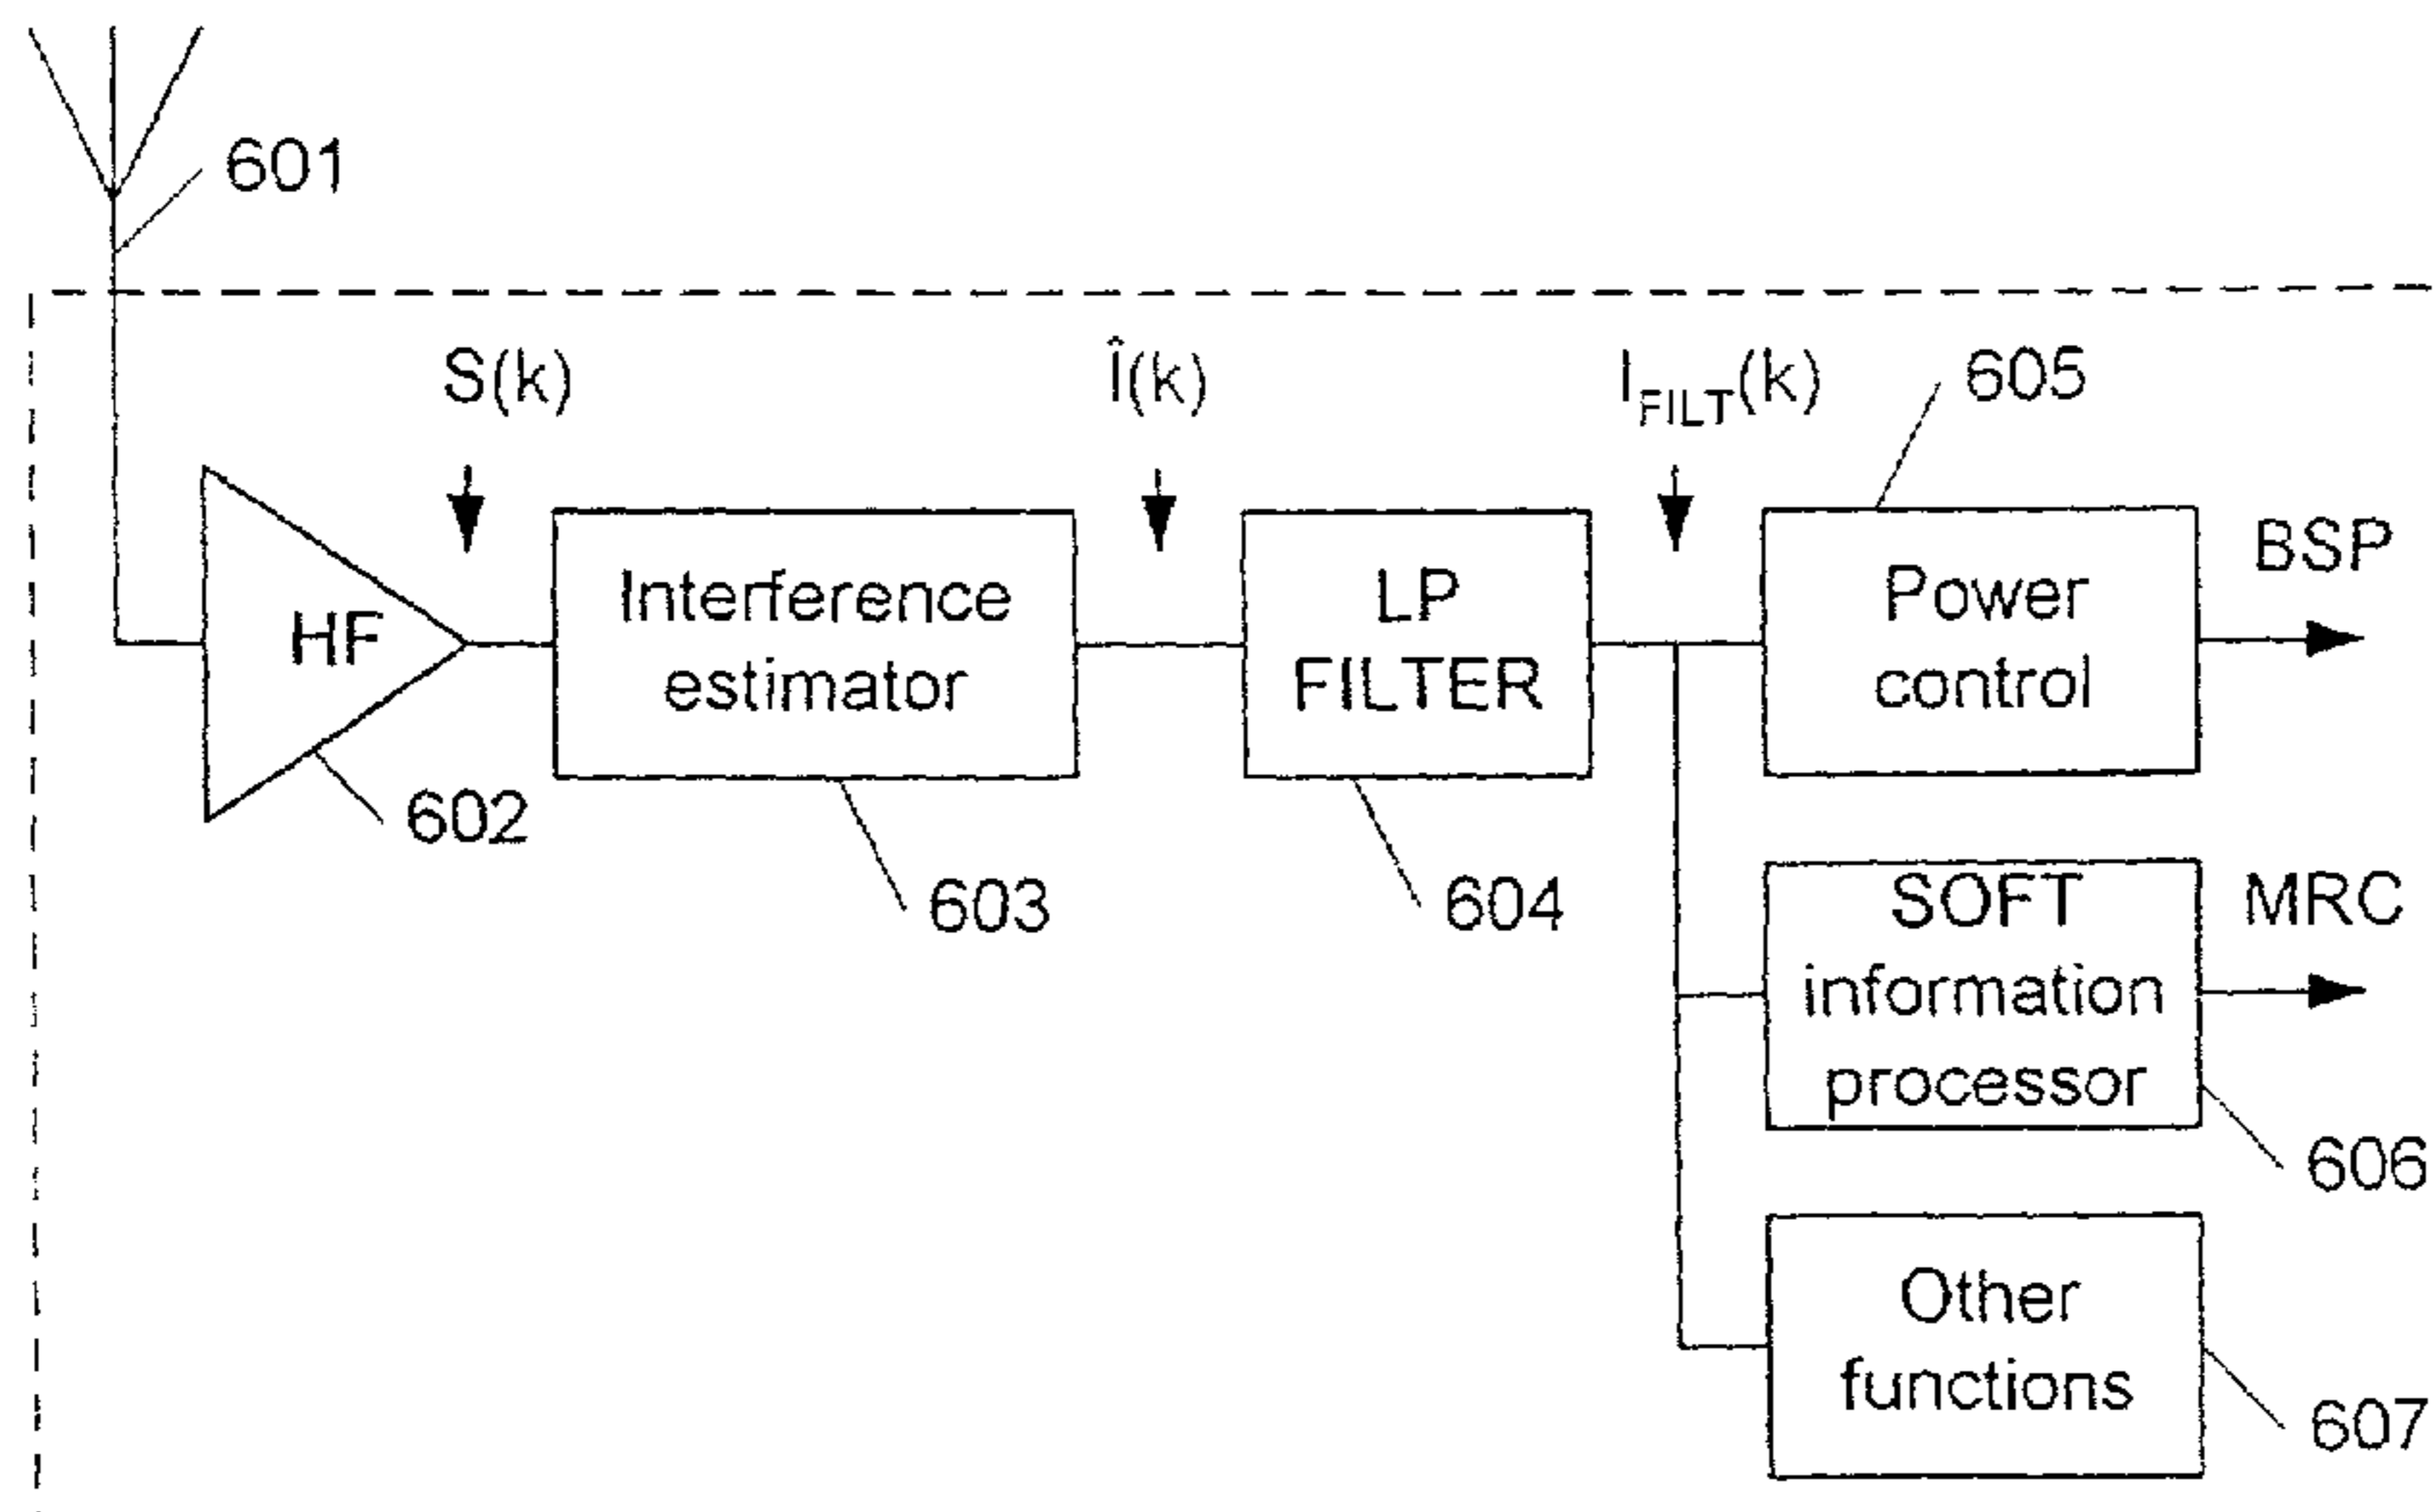 601
S(k)
Î(k)
I_FILT(k)
605
HF
Interference
estimator
LP
FILTER
Power
control
BSP
602
603
604
SOFT
information
processor
MRC
606
Other
functions
607